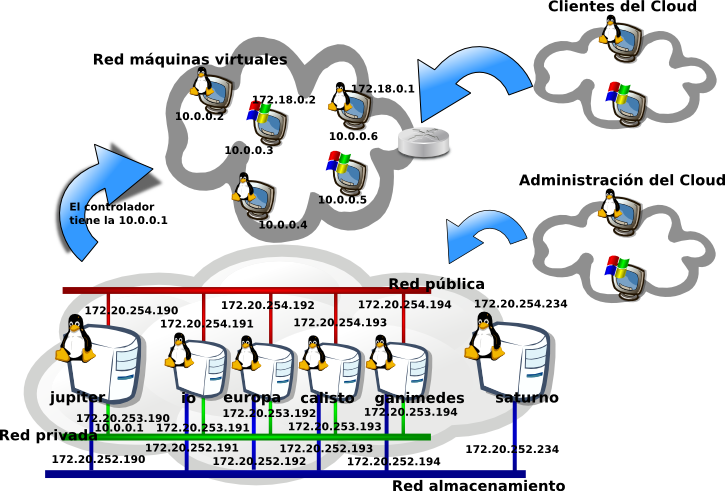 Clientes del Cloud
Red máquinas virtuales
172.18.0.1
172.18.0.2
10.0.0.2
10.0.0.6
10.0.0.3
Administración del Cloud
10.0.0.5
El controlador
tiene la 10.0.0.1
10.0.0.4
Red pública
172.20.254.190
172.20.254.192
172.20.254.194
172.20.254.234
172.20.254.191
172.20.254.193
jupiter
io
europa
calisto
ganimedes
saturno
172.20.253.190
172.20.253.192
172.20.253.194
10.0.0.1
172.20.253.191
172.20.253.193
Red privada
172.20.252.191
172.20.252.193
172.20.252.234
172.20.252.190
172.20.252.192
172.20.252.194
Red almacenamiento